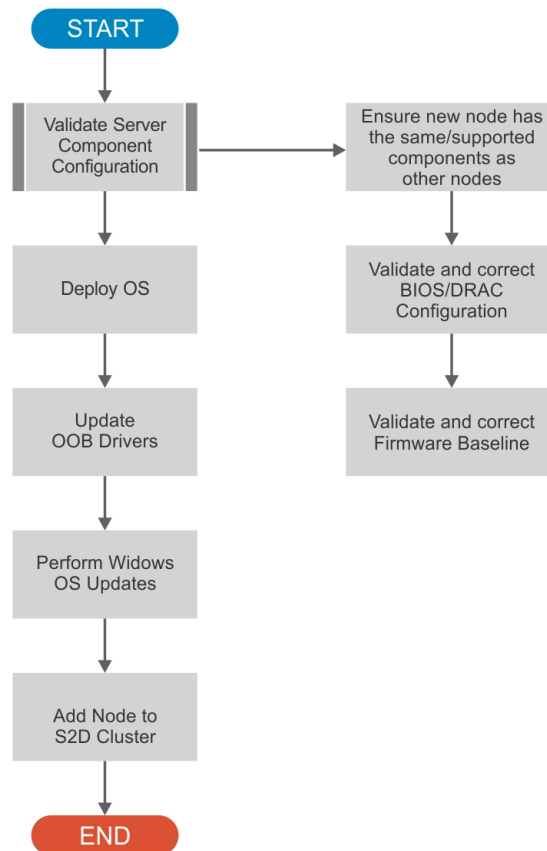 START
Validate Server
Component
Configuration
Ensure new node has
the same/supported
components as
other nodes
Deploy OS
Validate and correct
BIOS/DRAC
Configuration
Update
OOB Drivers
Validate and correct
Firmware Baseline
Perform Widows
OS Updates
Add Node to
S2D Cluster
END